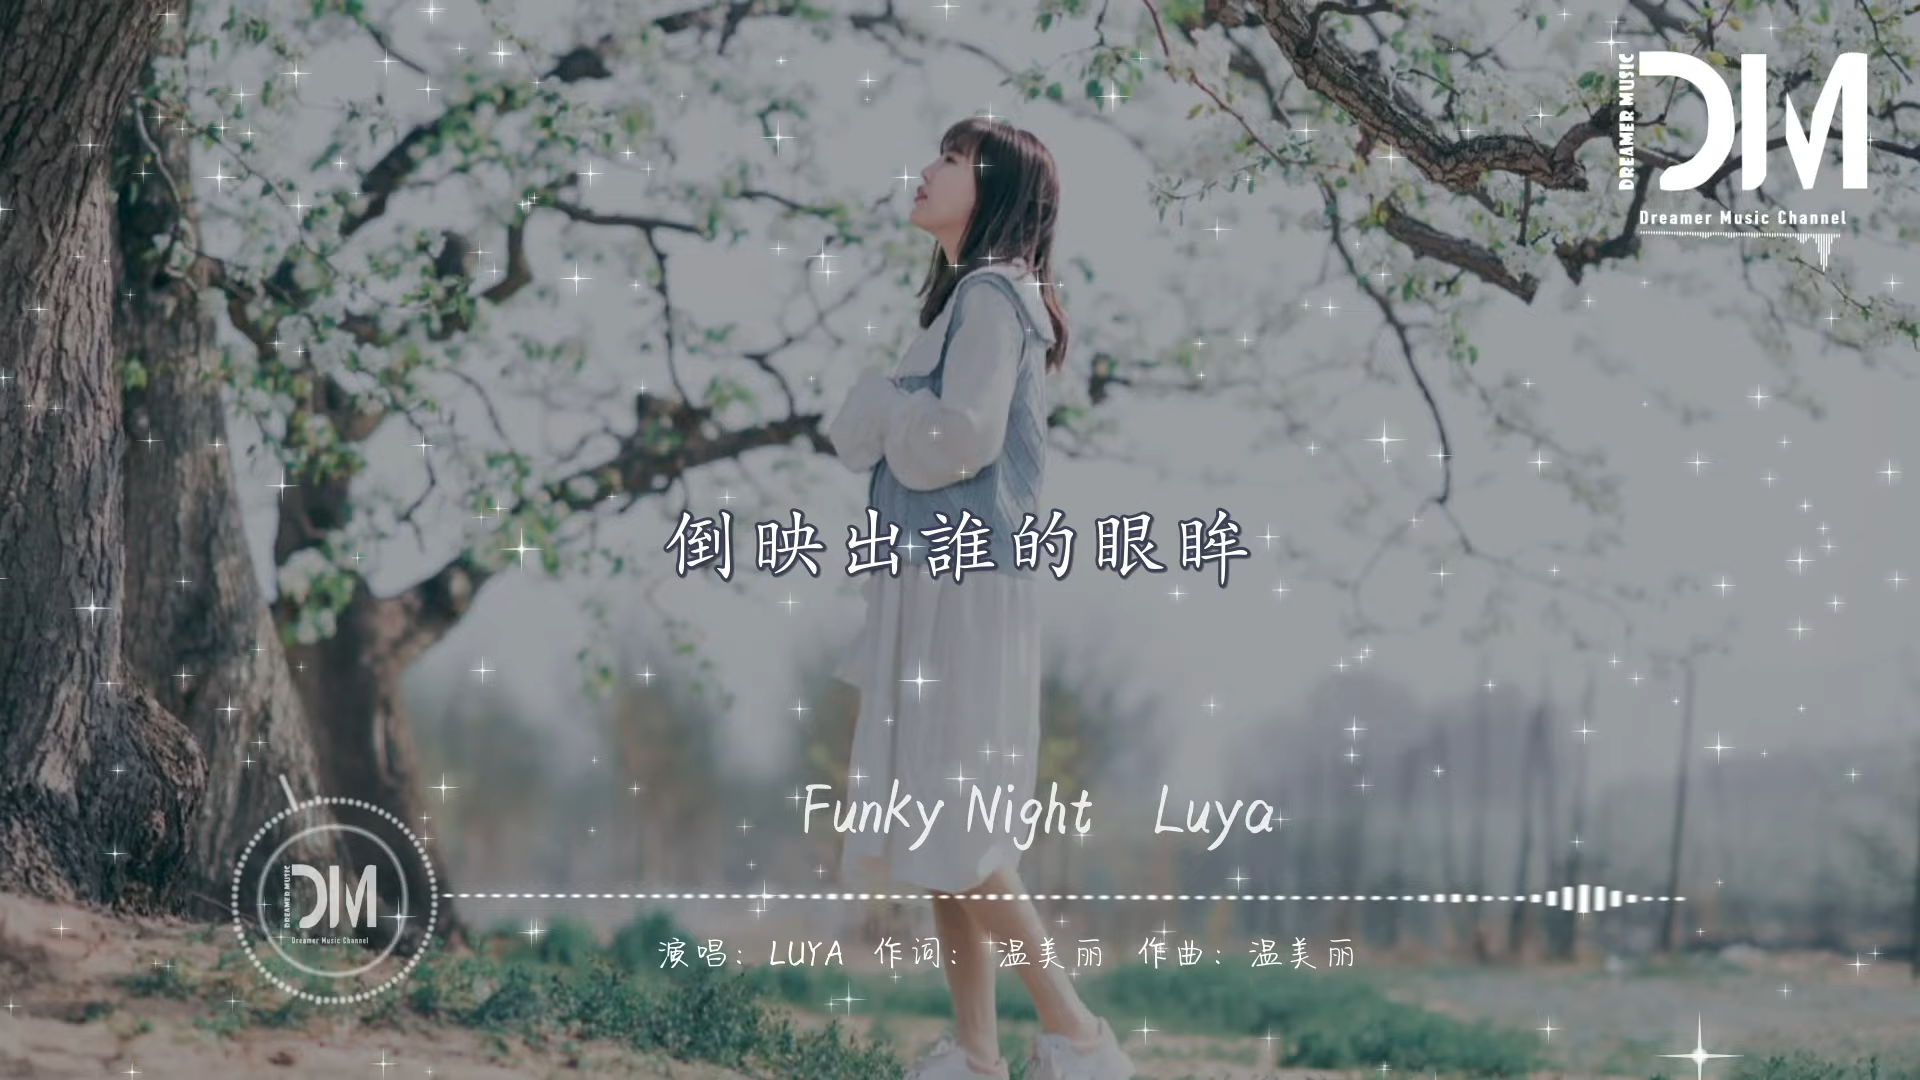 DREAMER MUSIC
DM
Dreamer Music Channel
倒映出誰的眼眸
Funky Night Luya
DREAMER MUSIC
DM
Dreamer Music Channel
演唱：LUYA 作词：温美丽 作曲：温美丽